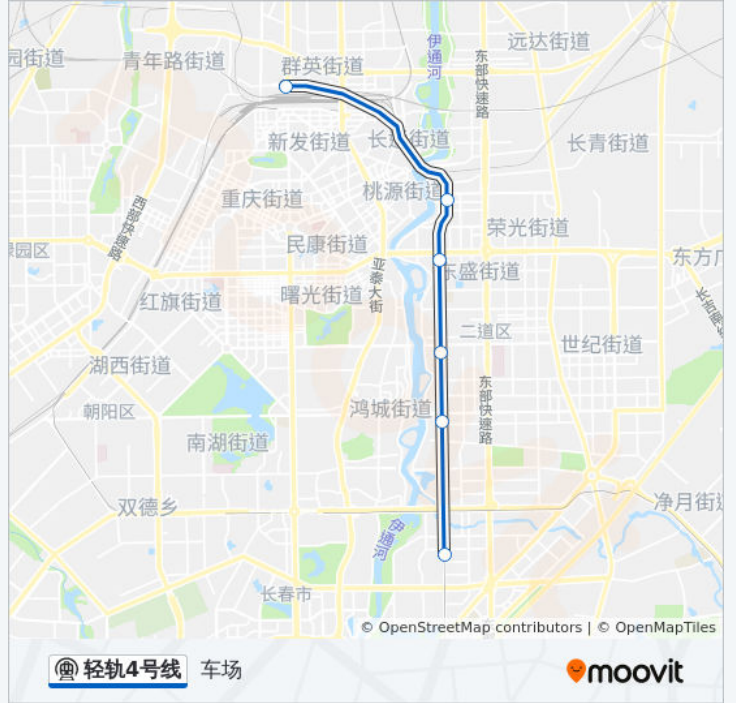 远达街道
伊通河
园街道
青年路街道
群英街道
东部快速路
新发街道
长通街道
长青街道
桃源街道
重庆街道
西部快速路
荣光街道
民康街道
绿园区
东方广
亚泰大街
东盛街道
曙光街道
红旗街道
二道区
世纪街道
湖西街道
东部快速路
朝阳区
鸿城街道
南湖街道
双德乡
净月街道
伊通河
长春市
© OpenStreetMap contributors | © OpenMapTiles
轻轨4号线 车场
moovit